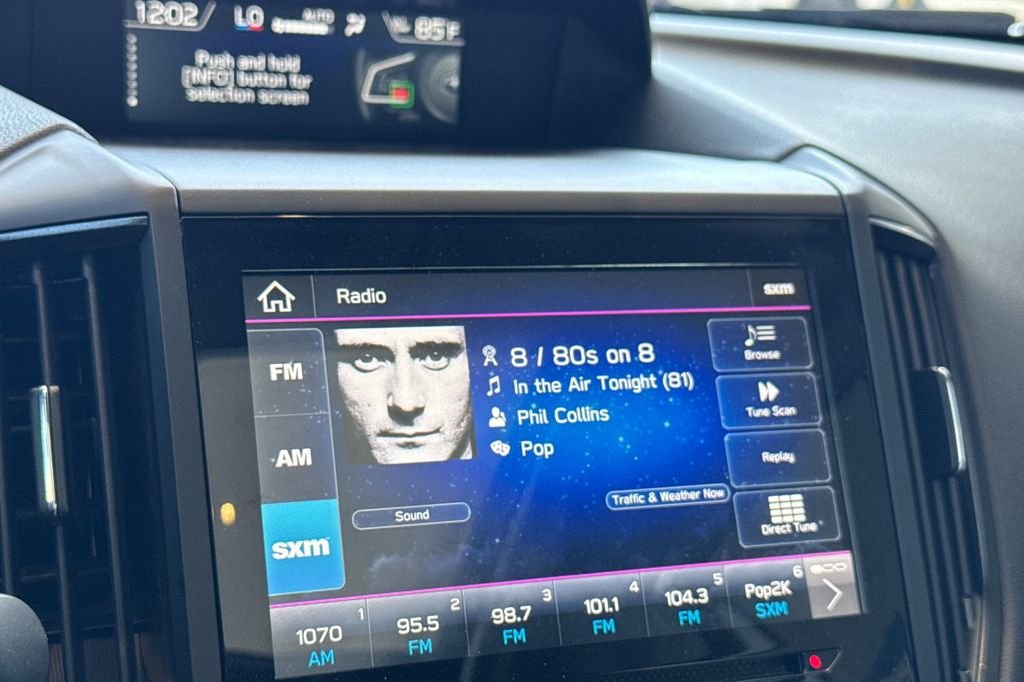 1202 LO AUTO 85°F
Push and hold
[INFO] button for
selection screen
Radio
sxm
FM
AM
sxm
8 / 80s on 8
In the Air Tonight (81)
Phil Collins
Pop
Sound
Traffic & Weather Now
Browse
Tune Scan
Replay
Direct Tune
1070 1
AM
95.5 2
FM
98.7 3
FM
101.1 4
FM
104.3 5
FM
Pop2K 6
SXM